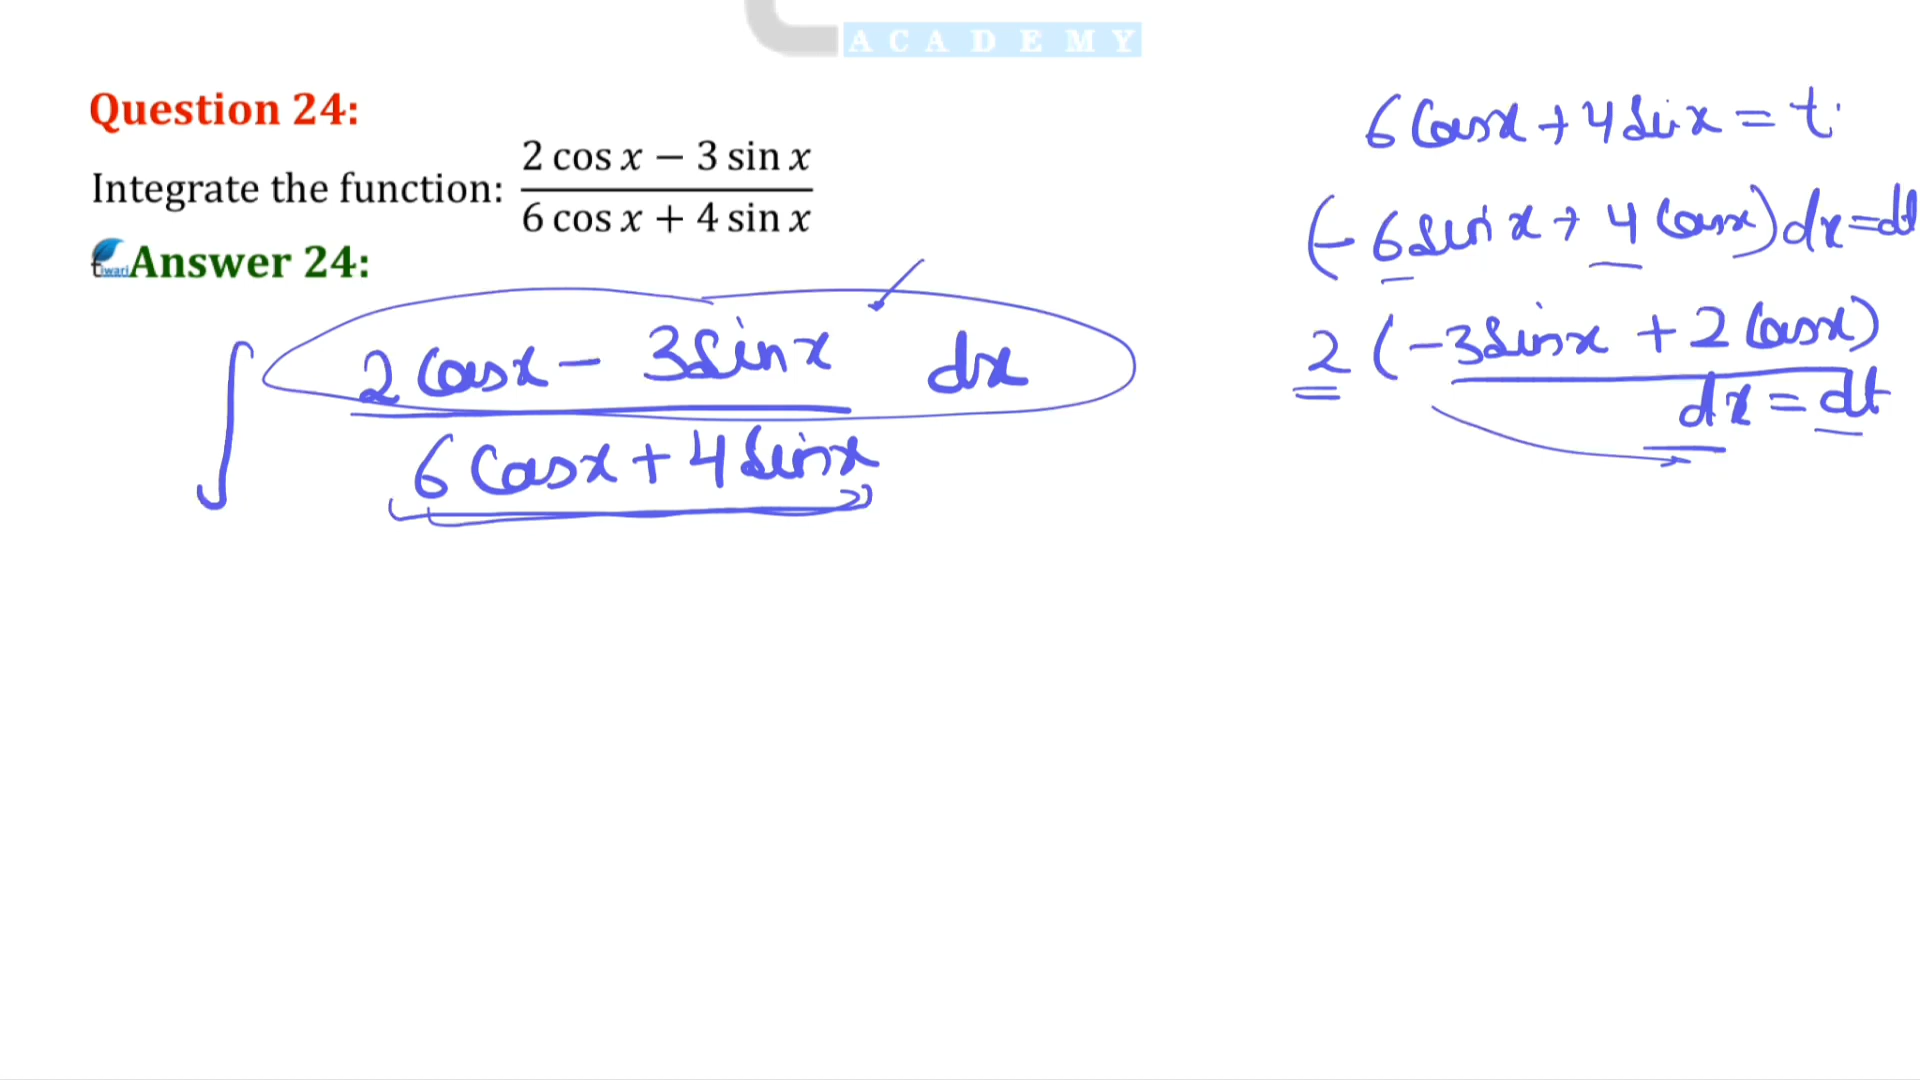 ACADEMY
Question 24:
Integrate the function: (2 cos x − 3 sin x)/(6 cos x + 4 sin x)
tiwari Answer 24:
∫ (2 cosx − 3 sinx)/(6 cosx + 4 sinx) dx
6 cosx + 4 sinx = t.
(−6 sinx + 4 cosx) dx = dt
2 (−3 sinx + 2 cosx)
dx = dt